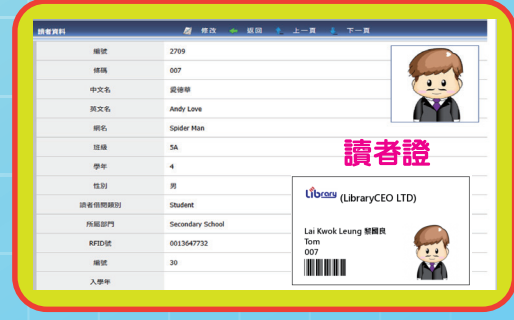 讀者資料 修改 返回 上一頁 下一頁
編號 2709
條碼 007
中文名 愛德華
英文名 Andy Love
網名 Spider Man
班級 5A
學年 4
性別 男
讀者借閱類別 Student
所屬部門 Secondary School
RFID號 0013647732
編號 30
入學年
讀者證
Library (LibraryCEO LTD)
Lai Kwok Leung 黎國良
Tom
007